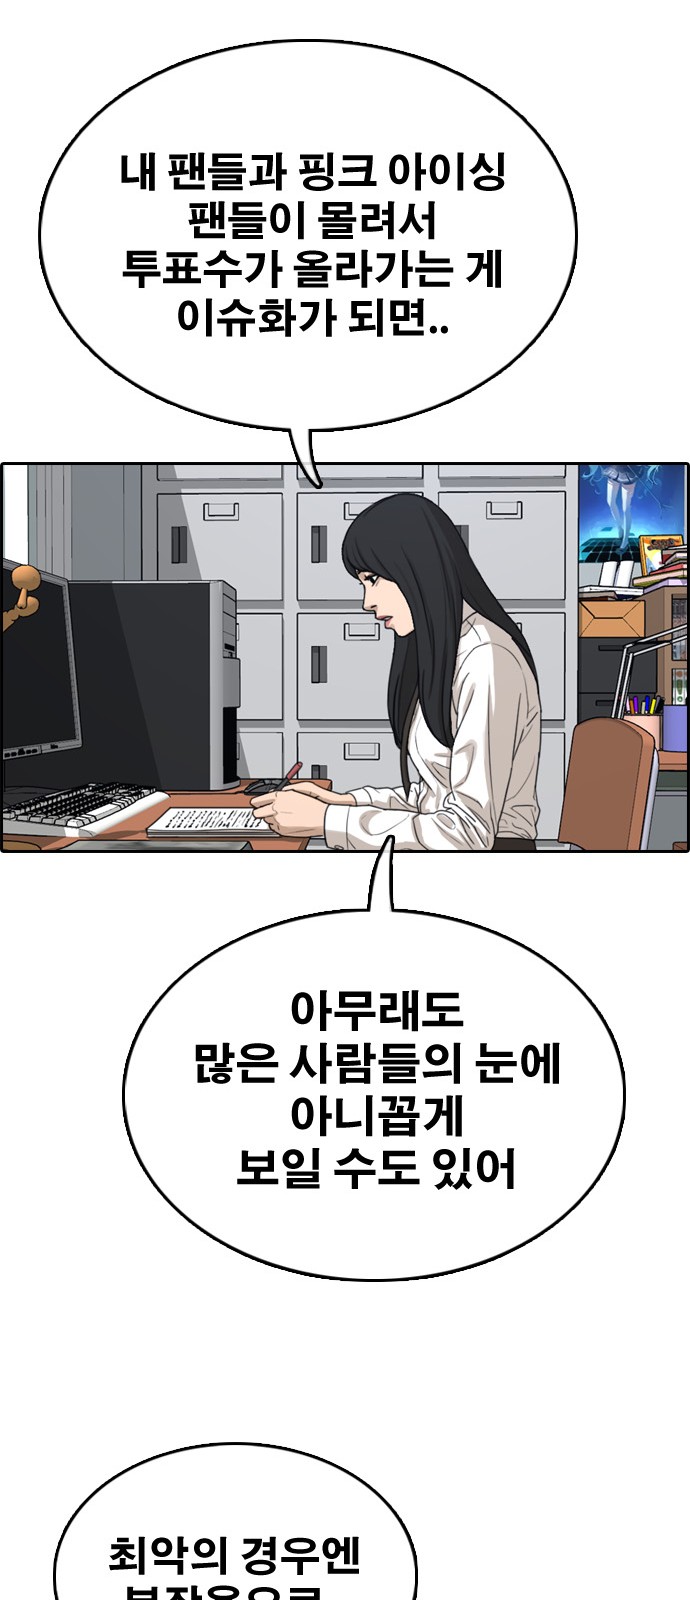 내 팬들과 핑크 아이싱
팬들이 몰려서
투표수가 올라가는 게
이슈화가 되면..
아무래도
많은 사람들의 눈에
아니꼽게
보일 수도 있어
최악의 경우엔